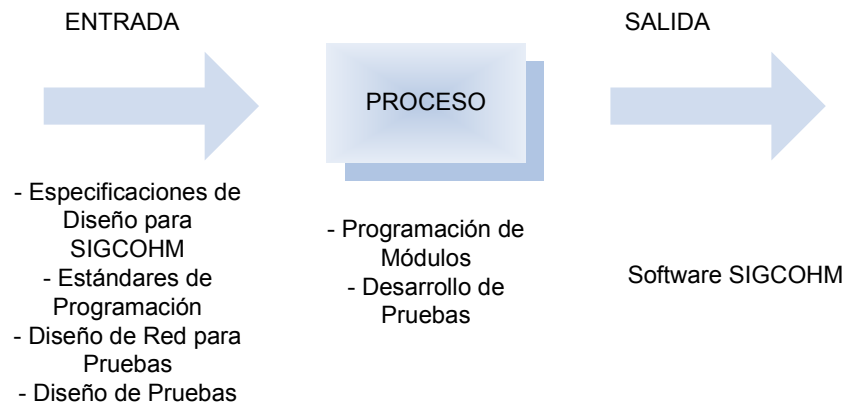 ENTRADA
- Especificaciones de
Diseño para
SIGCOHM
- Estándares de
Programación
- Diseño de Red para
Pruebas
- Diseño de Pruebas
PROCESO
- Programación de
Módulos
- Desarrollo de
Pruebas
SALIDA
Software SIGCOHM